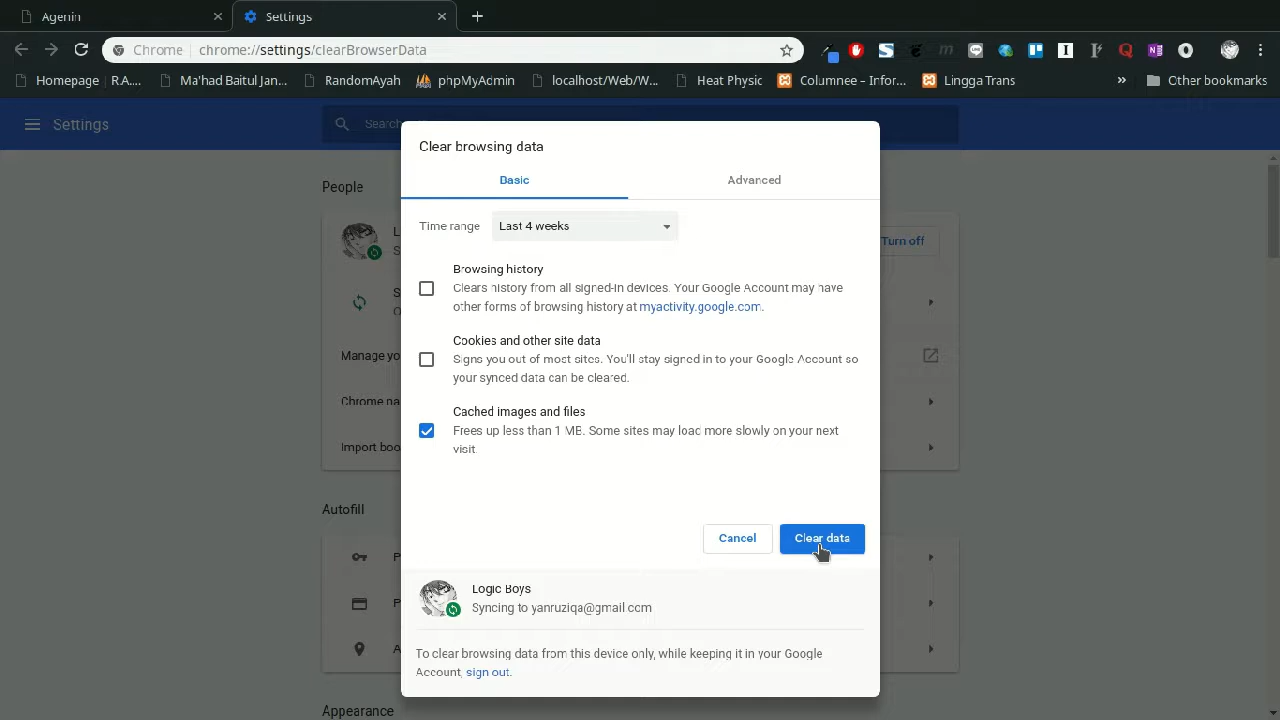 Agenin
Settings
Chrome
chrome://settings/clearBrowserData
Homepage | R.A....
Ma'had Baitul Jan...
RandomAyah
phpMyAdmin
localhost/Web/W...
Heat Physic
Columnee – Infor...
Lingga Trans
»
Other bookmarks
Settings
Search
Clear browsing data
Basic
Advanced
People
Time range
Last 4 weeks
Turn off
Browsing history
Clears history from all signed-in devices. Your Google Account may have
other forms of browsing history at myactivity.google.com.
Cookies and other site data
Signs you out of most sites. You'll stay signed in to your Google Account so
your synced data can be cleared.
Manage yo
Chrome na
Cached images and files
Frees up less than 1 MB. Some sites may load more slowly on your next
visit.
Import boo
Autofill
Cancel
Clear data
Logic Boys
Syncing to yanruziqa@gmail.com
To clear browsing data from this device only, while keeping it in your Google
Account, sign out.
Appearance